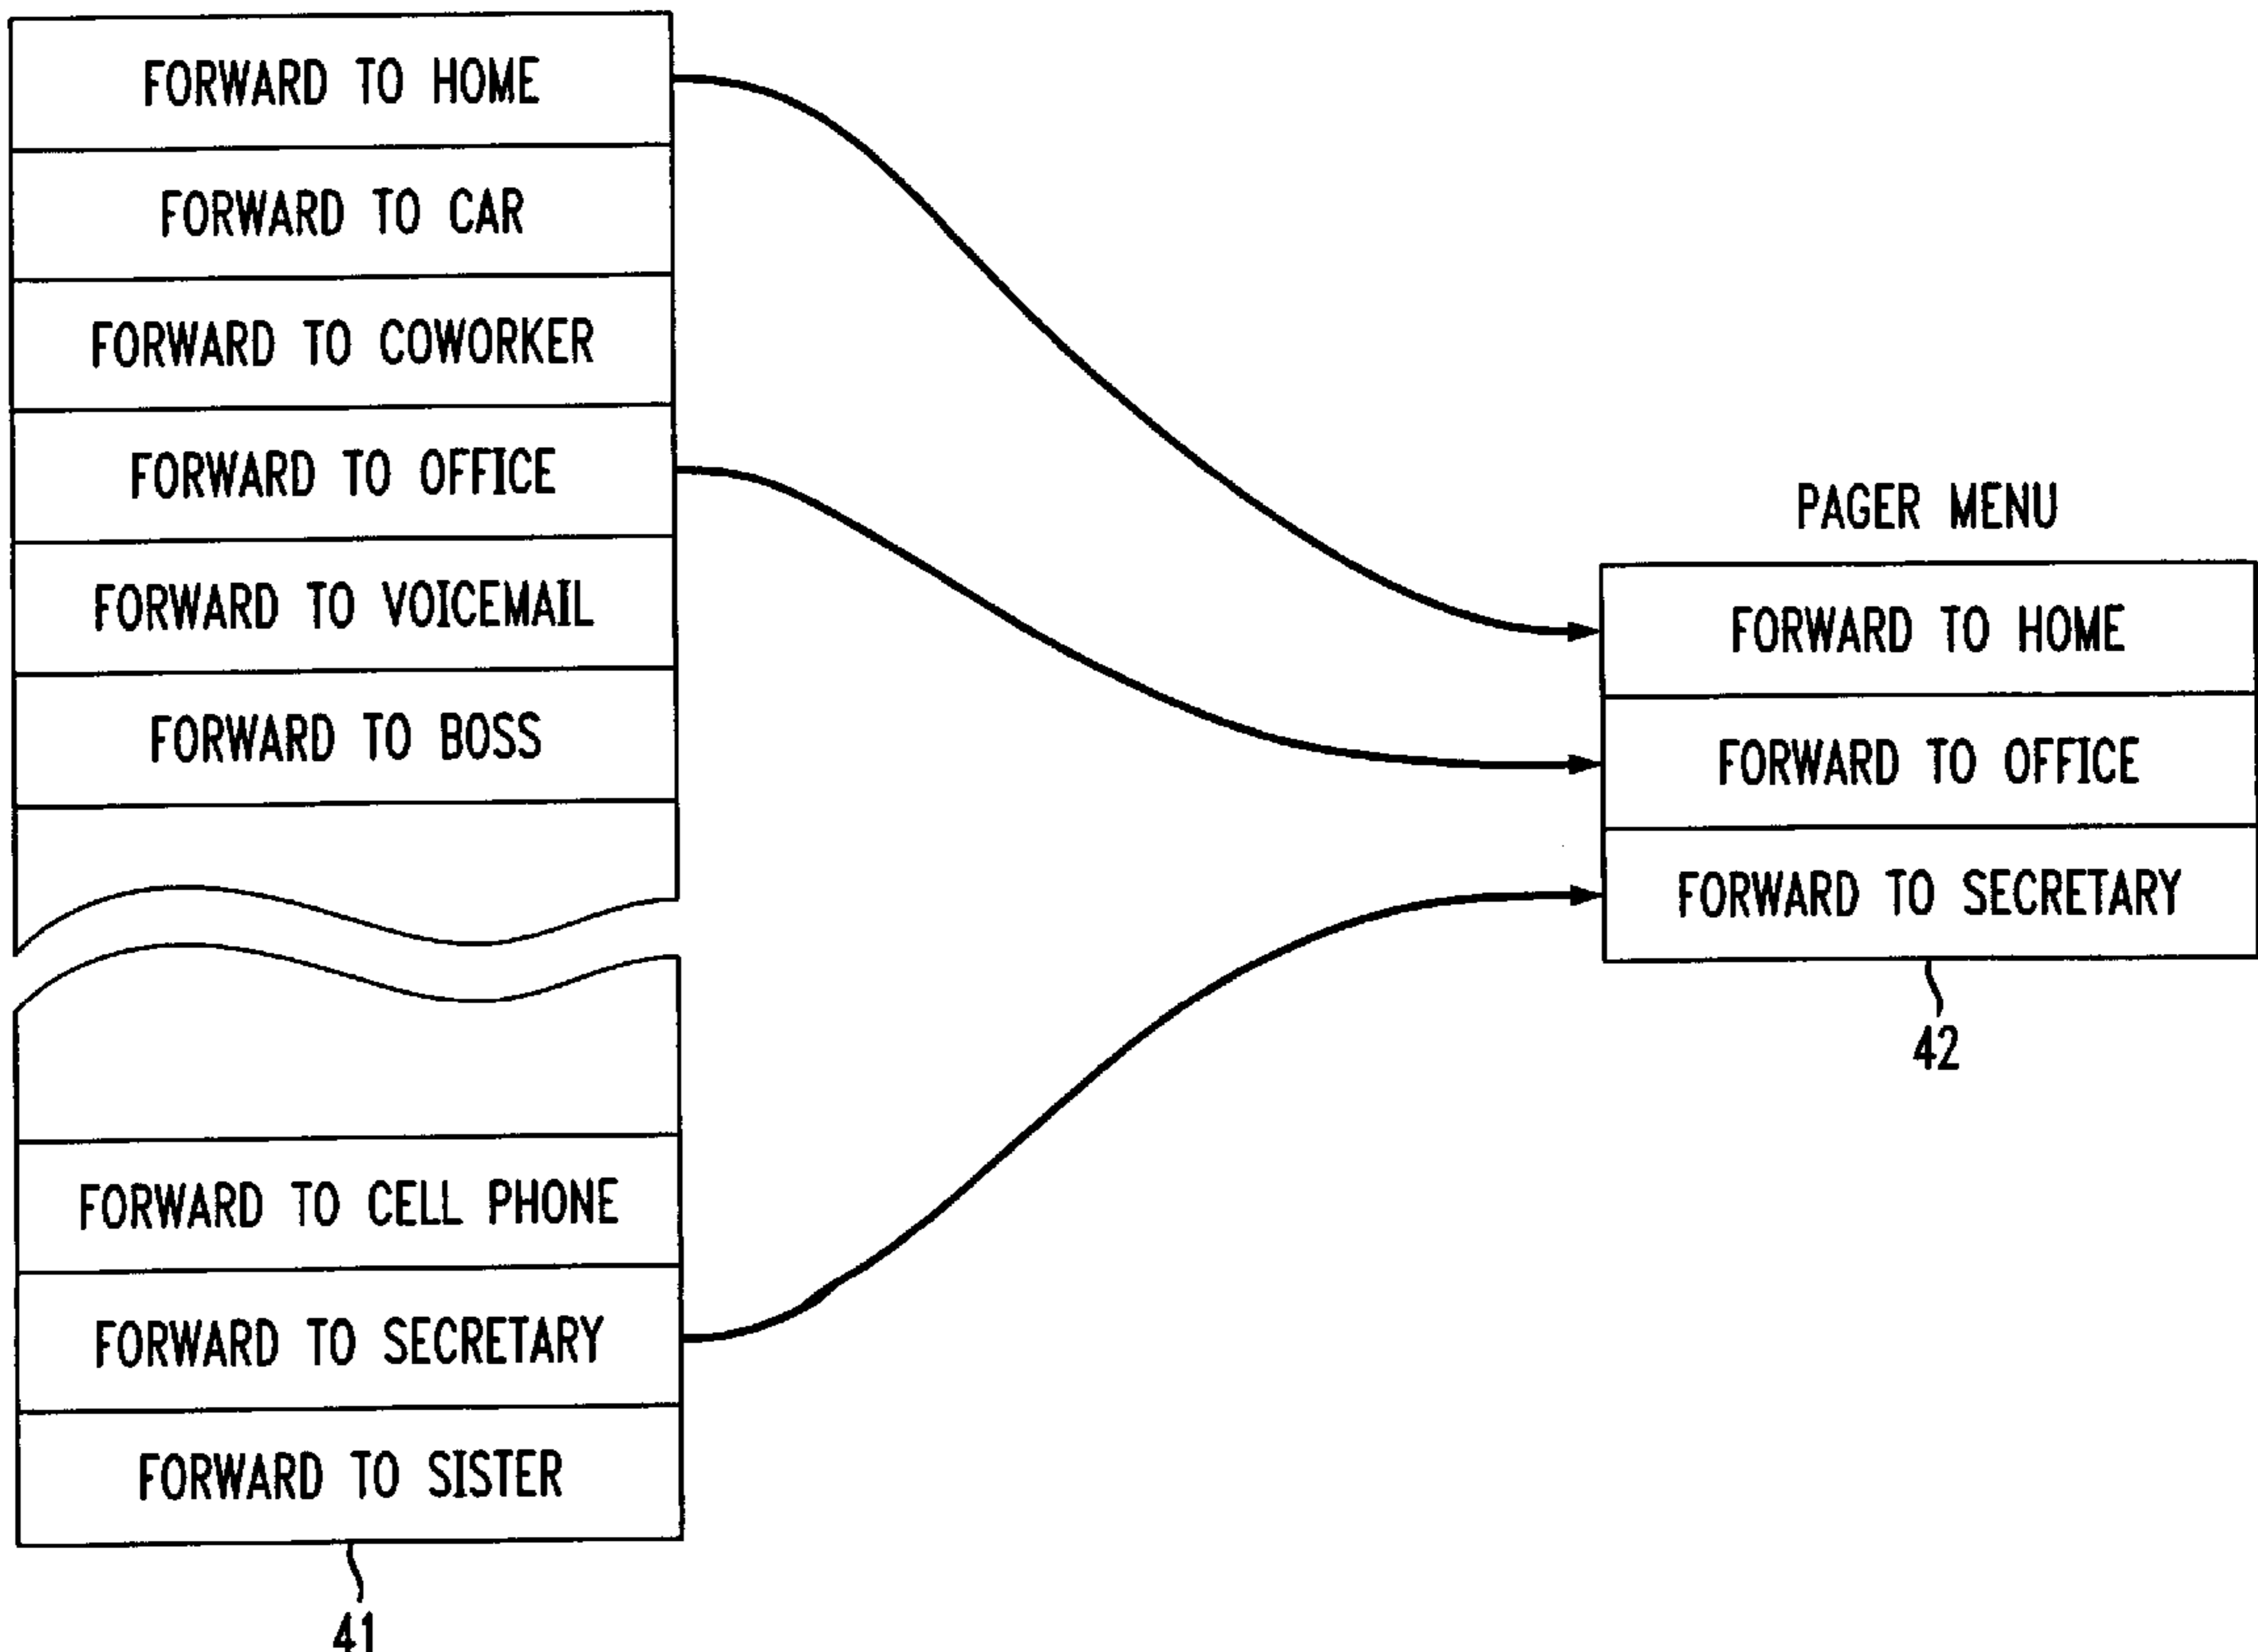 FORWARD TO HOME
FORWARD TO CAR
FORWARD TO COWORKER
FORWARD TO OFFICE
FORWARD TO VOICEMAIL
FORWARD TO BOSS
FORWARD TO CELL PHONE
FORWARD TO SECRETARY
FORWARD TO SISTER
41
PAGER MENU
FORWARD TO HOME
FORWARD TO OFFICE
FORWARD TO SECRETARY
42